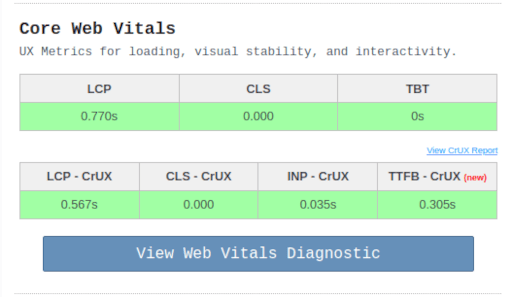 Core Web Vitals
UX Metrics for loading, visual stability, and interactivity.
LCP CLS TBT
0.770s 0.000 0s
View CrUX Report
LCP - CrUX CLS - CrUX INP - CrUX TTFB - CrUX (new)
0.567s 0.000 0.035s 0.305s
View Web Vitals Diagnostic